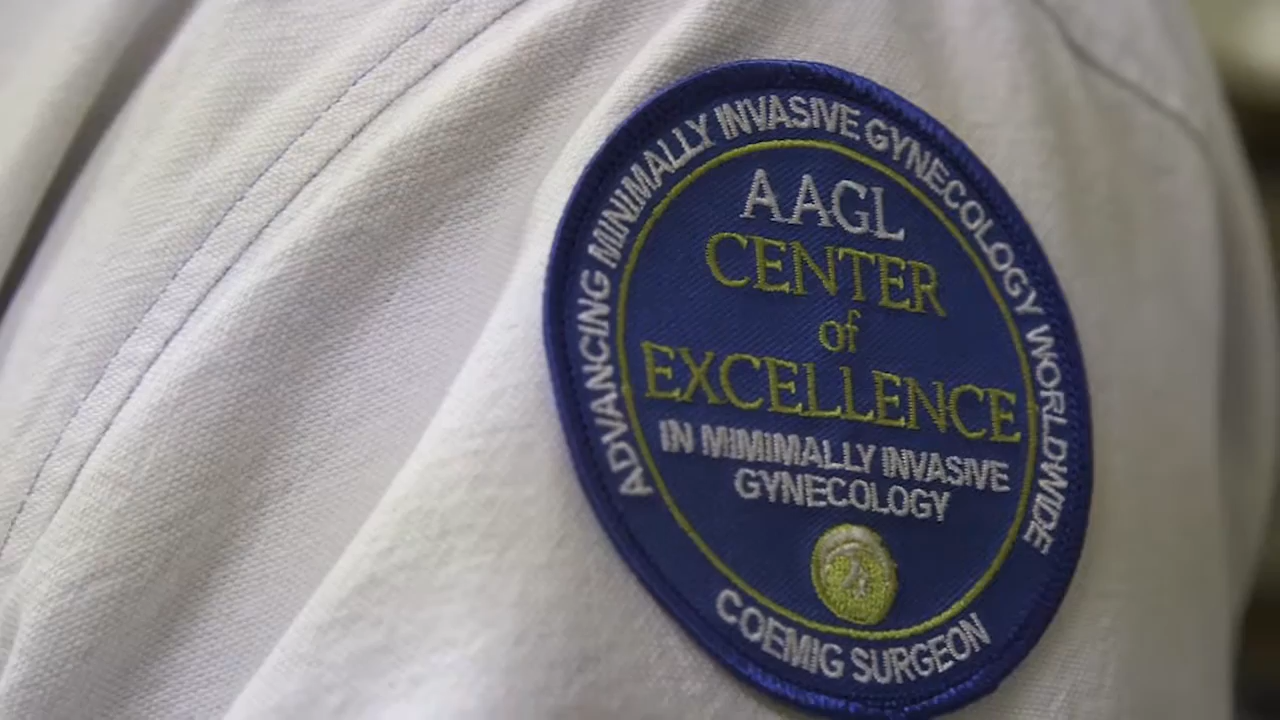 ADVANCING MINIMALLY INVASIVE GYNECOLOGY WORLDWIDE
AAGL
CENTER
of
EXCELLENCE
IN MIMIMALLY INVASIVE
GYNECOLOGY
COEMIG SURGEON